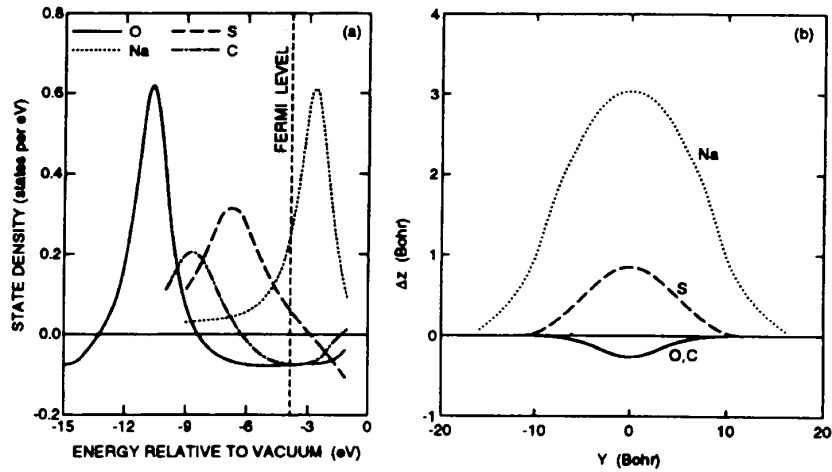 (a)
O
S
Na
C
FERMI LEVEL
STATE DENSITY (states per eV)
0.8
0.6
0.4
0.2
0.0
-0.2
-15
-12
-9
-6
-3
0
ENERGY RELATIVE TO VACUUM (eV)
(b)
Δz (Bohr)
4
3
2
1
0
-1
Na
S
O,C
-20
-10
0
10
20
Y (Bohr)